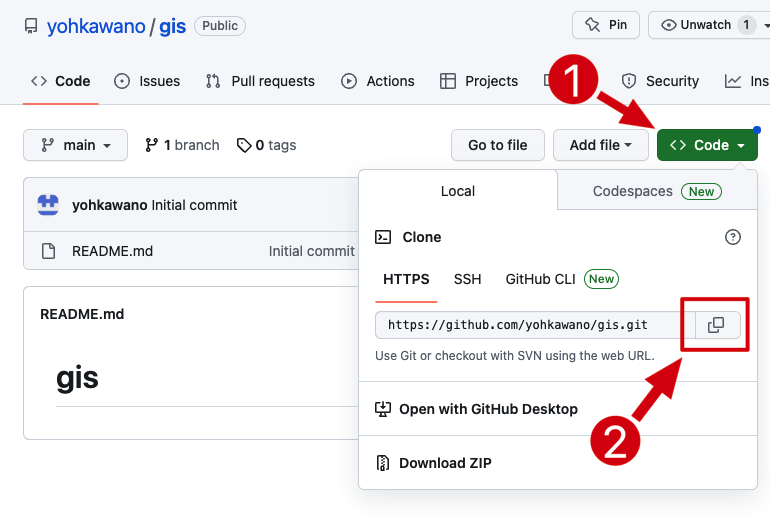 yohkawano / gis Public Pin Unwatch 1
Code Issues Pull requests Actions Projects Security Ins
1
main 1 branch 0 tags Go to file Add file Code
yohkawano Initial commit
README.md Initial commit
README.md
gis
Local Codespaces New
Clone
HTTPS SSH GitHub CLI New
https://github.com/yohkawano/gis.git
Use Git or checkout with SVN using the web URL.
Open with GitHub Desktop
2
Download ZIP